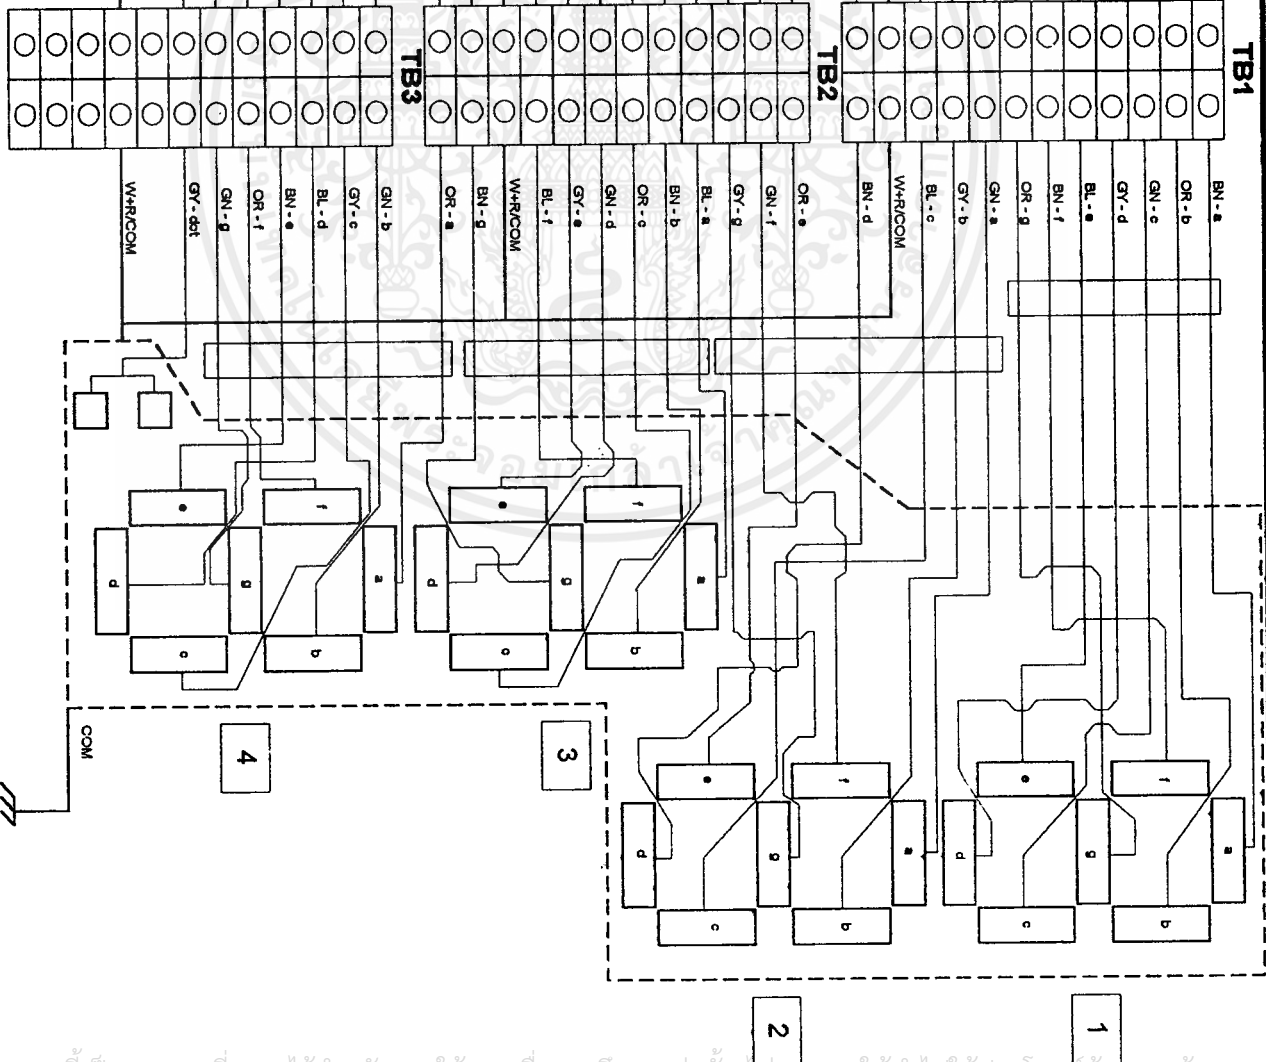 TB1
BN - a
OR - b
GN - c
GY - d
BL - e
BN - f
OR - g
GN - a
GY - b
BL - c
W+R/COM
BN - d
TB2
OR - e
GN - f
GY - g
BL - a
BN - b
OR - c
GN - d
GY - e
BL - f
W+R/COM
BN - g
OR - a
TB3
GN - b
GY - c
BL - d
BN - e
OR - f
GN - g
GY - dot
W+R/COM
a
f
b
g
e
c
d
1
a
f
b
g
e
c
d
2
a
f
b
g
e
c
d
3
a
f
b
g
e
c
d
4
COM